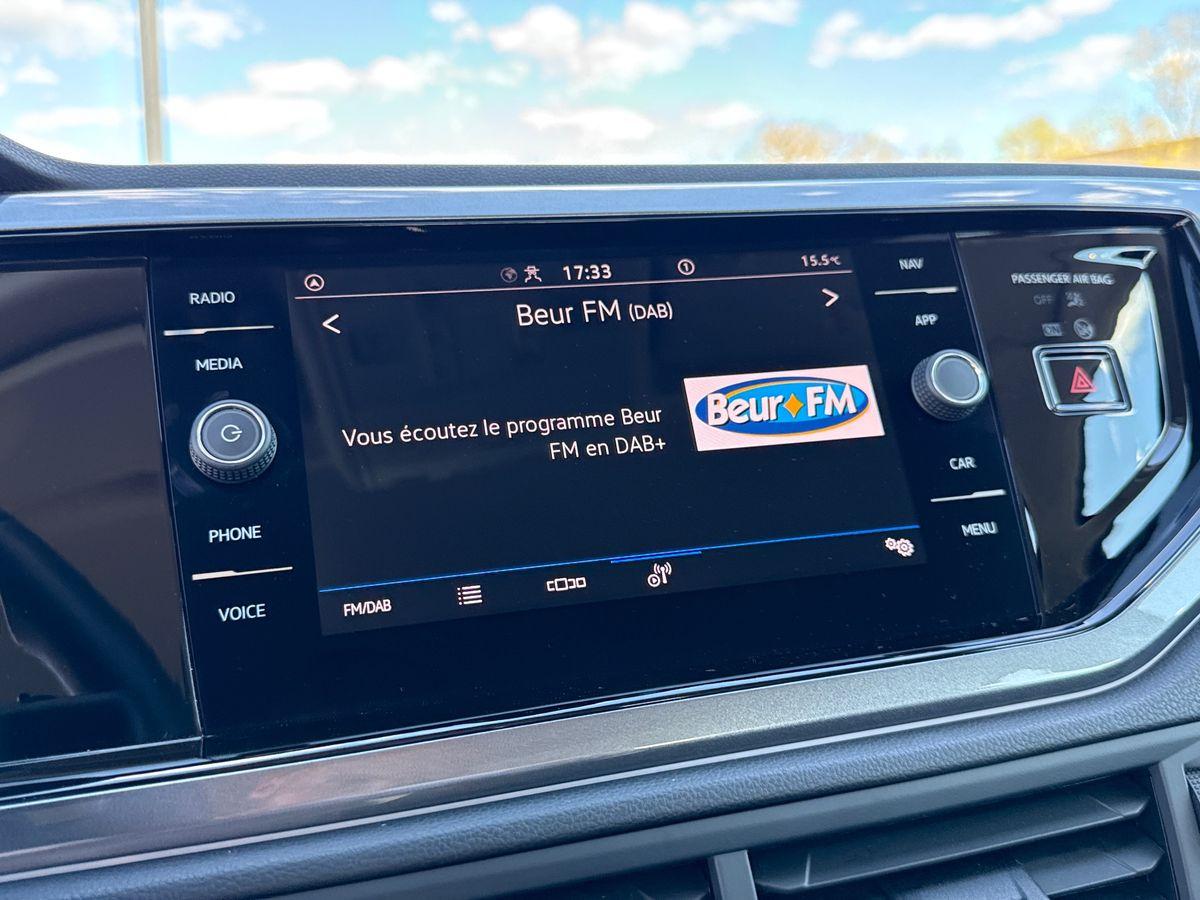 RADIO
MEDIA
PHONE
VOICE
17:33
1
15.5°C
<
Beur FM (DAB)
>
Vous écoutez le programme Beur
FM en DAB+
Beur FM
FM/DAB
NAV
APP
CAR
MENU
PASSENGER AIR BAG
OFF
ON